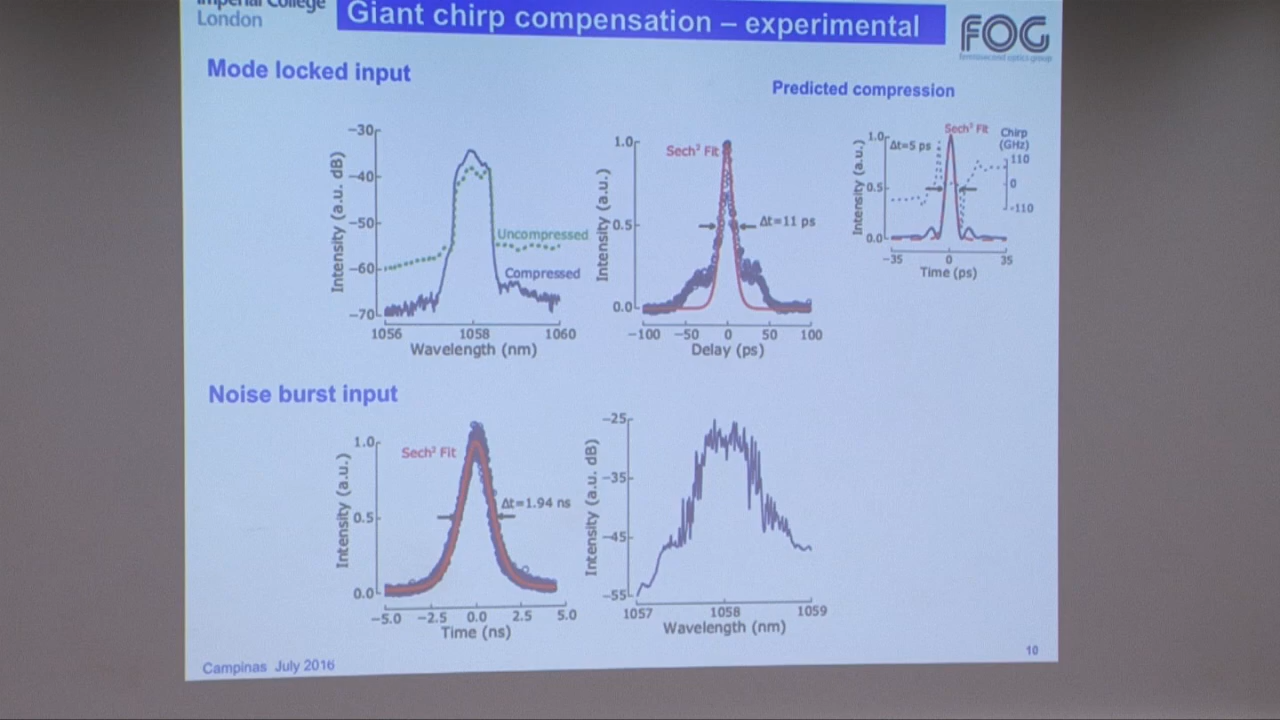 Imperial College
London
Giant chirp compensation – experimental
FOG
femtosecond optics group
Mode locked input
Predicted compression
−30
−40
−50
−60
−70
Intensity (a.u. dB)
Uncompressed
Compressed
1056
1058
1060
Wavelength (nm)
1.0
0.5
0.0
Intensity (a.u.)
Sech² Fit
Δt=11 ps
−100
−50
0
50
100
Delay (ps)
Sech² Fit
Chirp
(GHz)
1.0
0.5
0.0
Intensity (a.u.)
Δt=5 ps
110
0
-110
−35
0
35
Time (ps)
Noise burst input
1.0
0.5
0.0
Intensity (a.u.)
Sech² Fit
Δt=1.94 ns
−5.0
−2.5
0.0
2.5
5.0
Time (ns)
−25
−35
−45
−55
Intensity (a.u. dB)
1057
1058
1059
Wavelength (nm)
Campinas July 2016
10